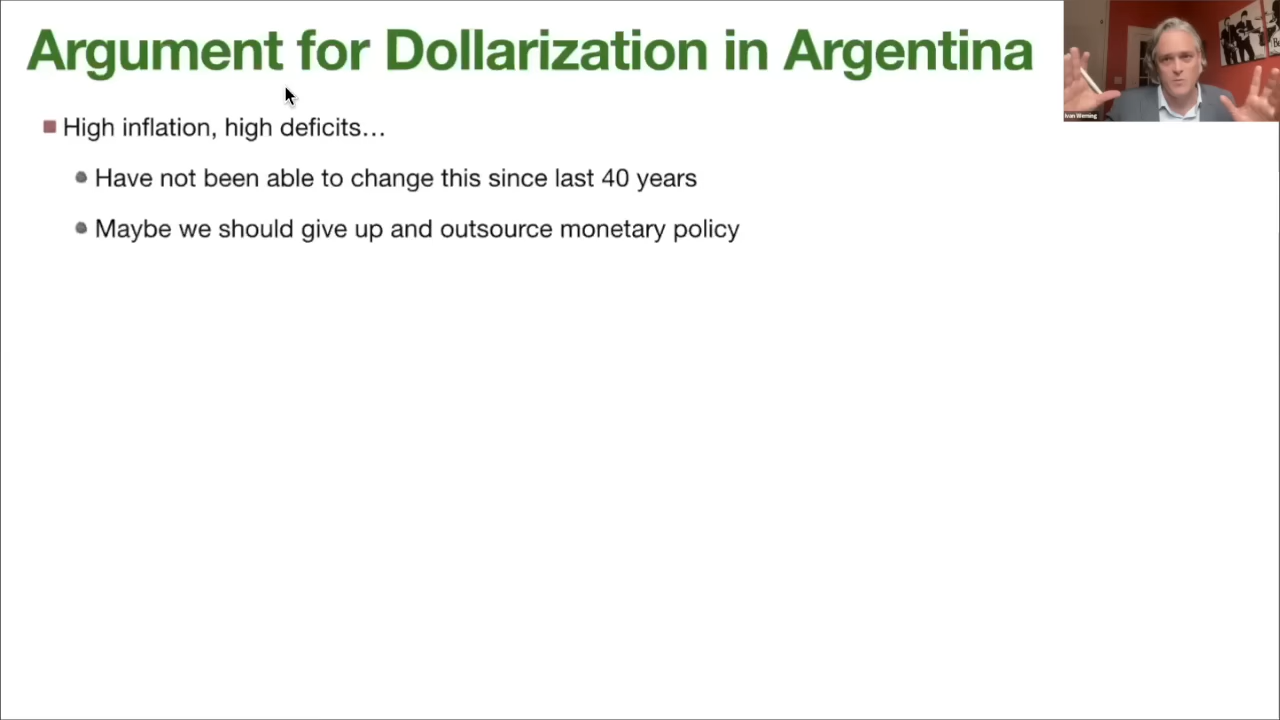 Argument for Dollarization in Argentina
High inflation, high deficits…
Have not been able to change this since last 40 years
Maybe we should give up and outsource monetary policy
Ivan Werning